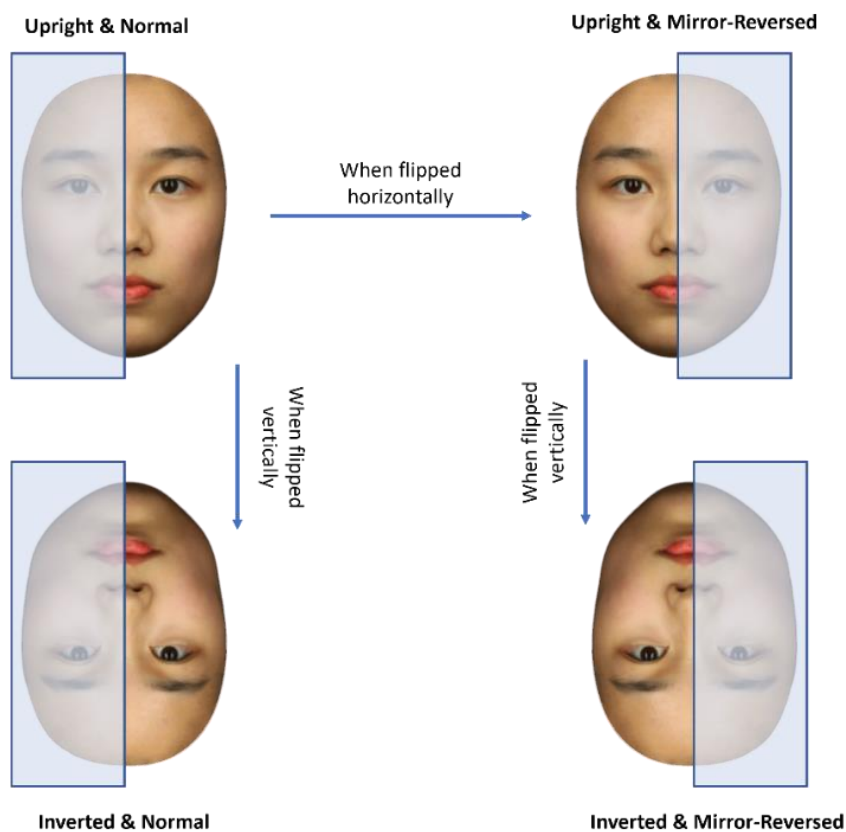 Upright & Normal
Upright & Mirror-Reversed
When flipped
horizontally
When flipped
vertically
When flipped
vertically
Inverted & Normal
Inverted & Mirror-Reversed